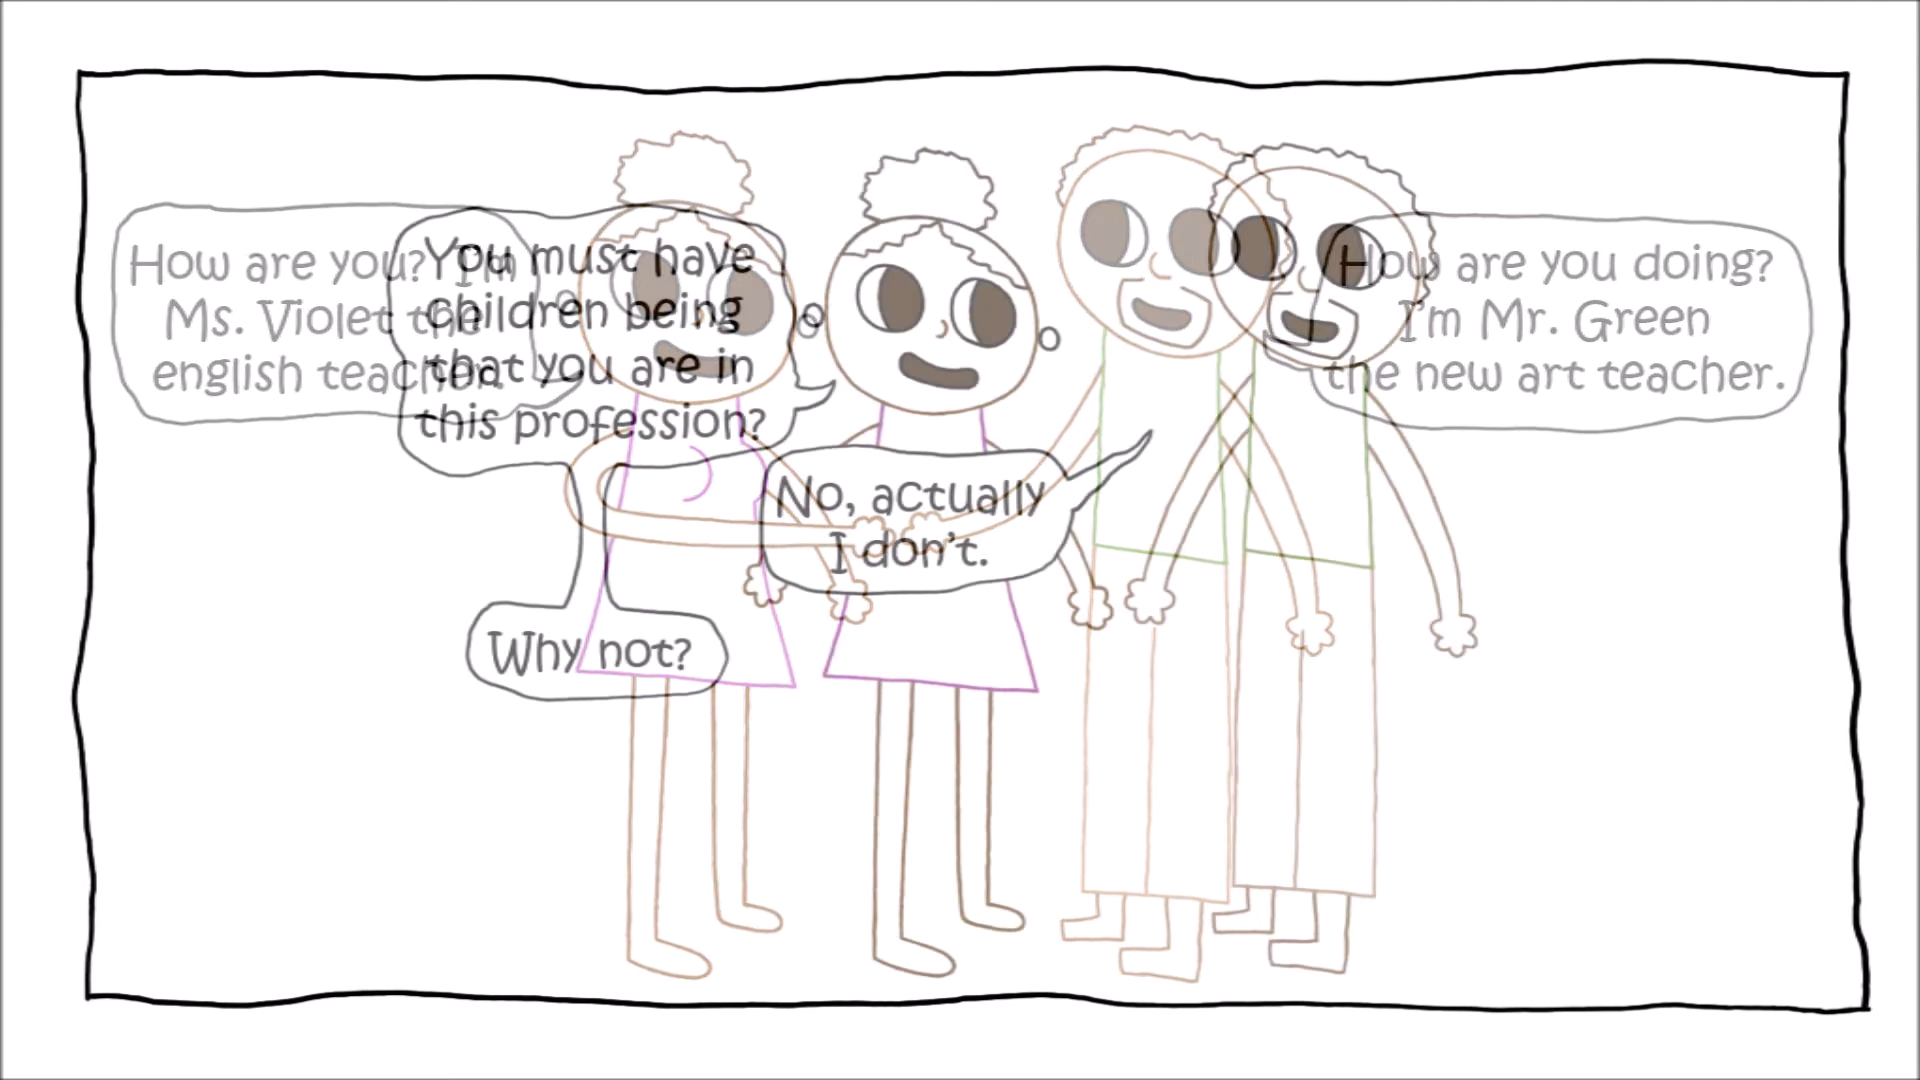 How are you? I'm
Ms. Violet the
english teacher.
How are you doing?
I'm Mr. Green
the new art teacher.
You must have
children being
that you are in
this profession?
No, actually
I don't.
Why not?